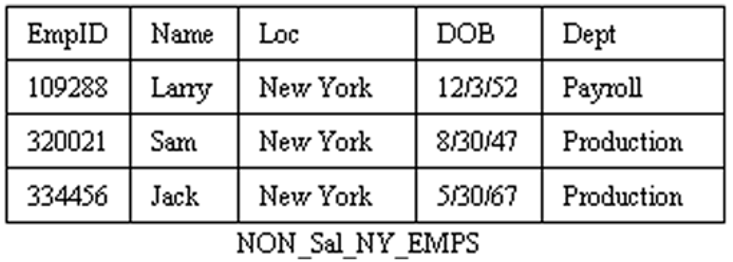 EmpID Name Loc DOB Dept
109288 Larry New York 12/3/52 Payroll
320021 Sam New York 8/30/47 Production
334456 Jack New York 5/30/67 Production
NON_Sal_NY_EMPS